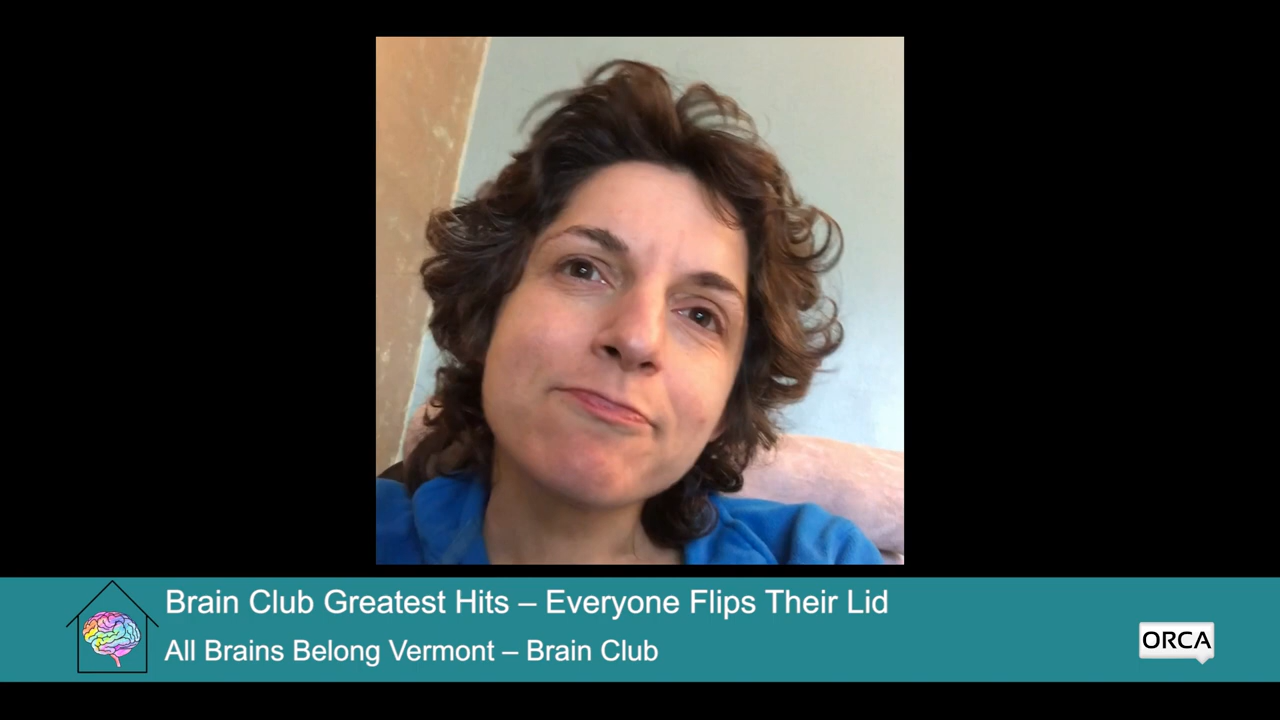 Brain Club Greatest Hits – Everyone Flips Their Lid
All Brains Belong Vermont – Brain Club
ORCA